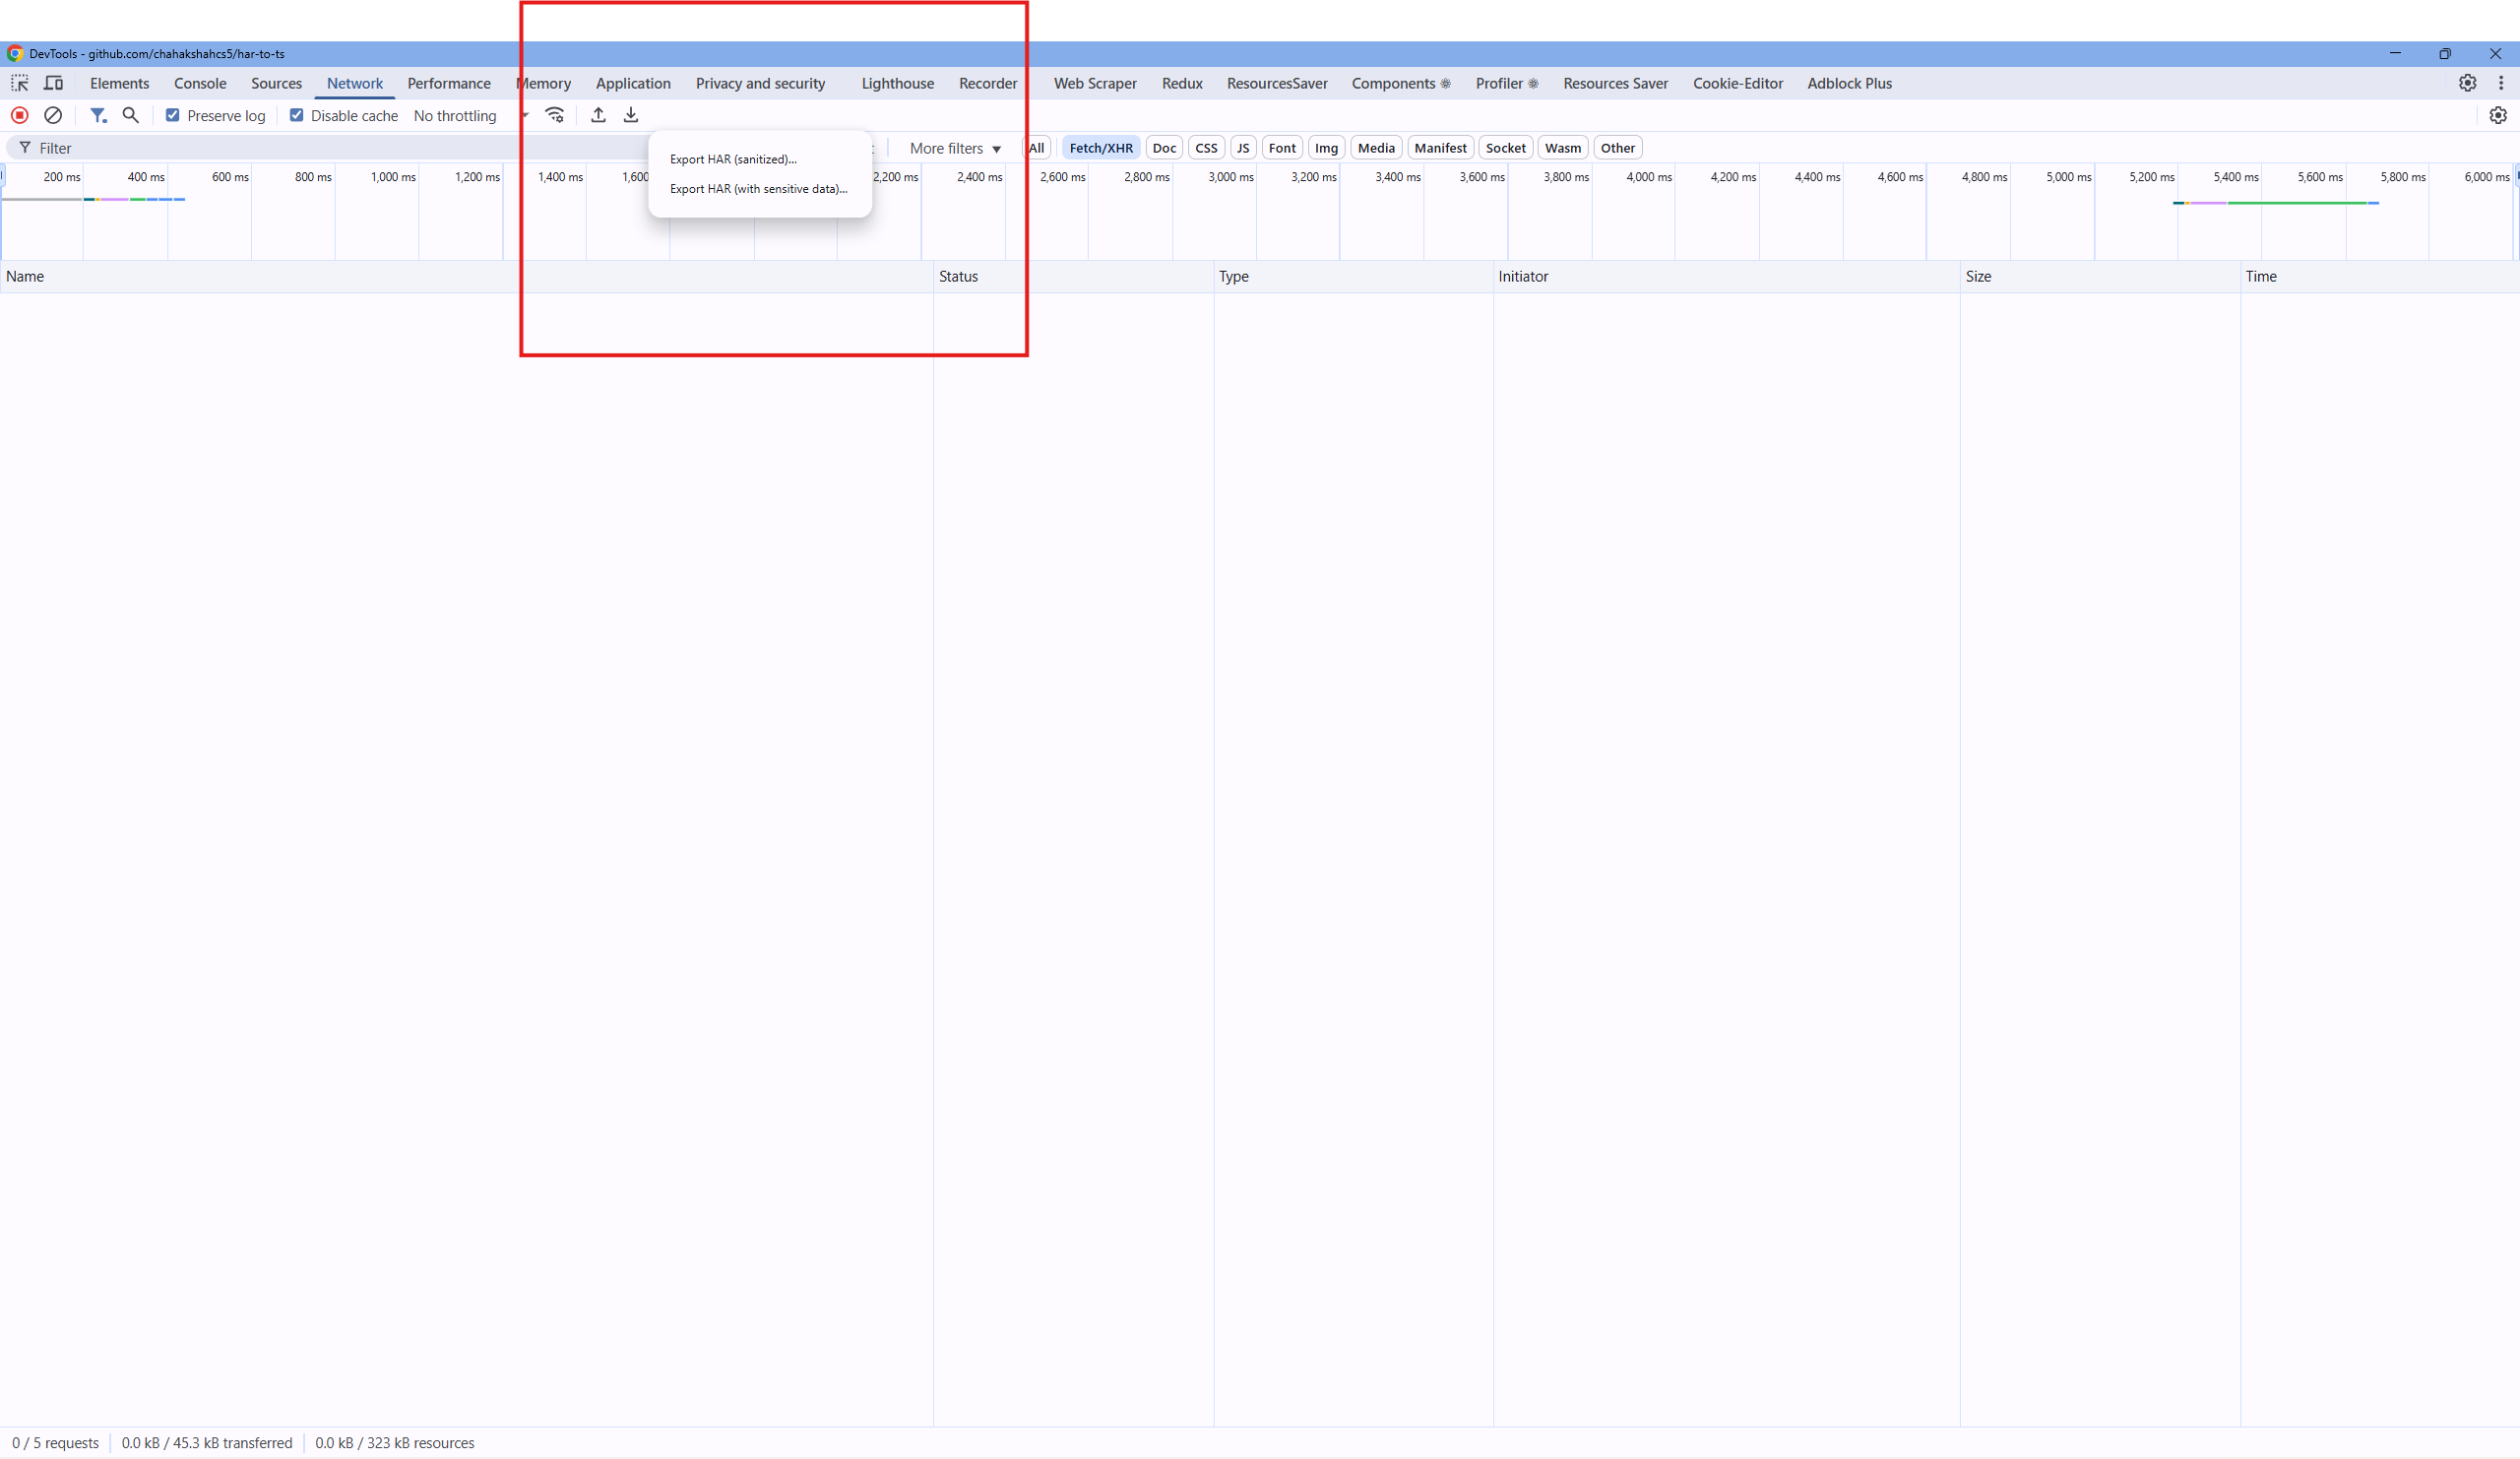 DevTools - github.com/chahakshahcs5/har-to-ts
Elements Console Sources Network Performance Memory Application Privacy and security Lighthouse Recorder Web Scraper Redux ResourcesSaver Components Profiler Resources Saver Cookie-Editor Adblock Plus
Preserve log Disable cache No throttling
Filter More filters All Fetch/XHR Doc CSS JS Font Img Media Manifest Socket Wasm Other
Export HAR (sanitized)...
Export HAR (with sensitive data)...
200 ms 400 ms 600 ms 800 ms 1,000 ms 1,200 ms 1,400 ms 1,600 2,200 ms 2,400 ms 2,600 ms 2,800 ms 3,000 ms 3,200 ms 3,400 ms 3,600 ms 3,800 ms 4,000 ms 4,200 ms 4,400 ms 4,600 ms 4,800 ms 5,000 ms 5,200 ms 5,400 ms 5,600 ms 5,800 ms 6,000 ms
Name Status Type Initiator Size Time
0 / 5 requests 0.0 kB / 45.3 kB transferred 0.0 kB / 323 kB resources